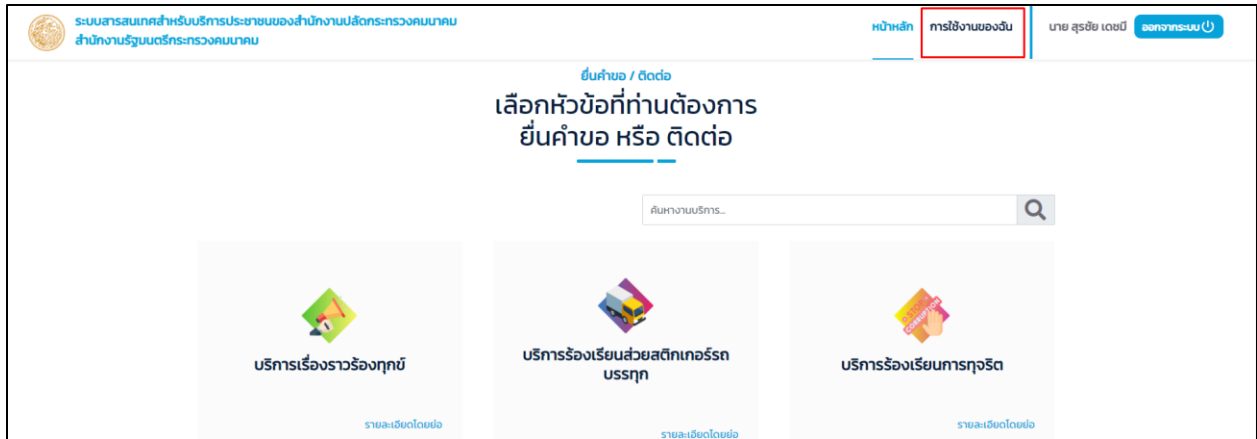 ระบบสารสนเทศสำหรับบริการประชาชนของสำนักงานปลัดกระทรวงคมนาคม
สำนักงานรัฐมนตรีกระทรวงคมนาคม
หน้าหลัก การใช้งานของฉัน นาย สุรชัย เดชมี ออกจากระบบ
ยื่นคำขอ / ติดต่อ
เลือกหัวข้อที่ท่านต้องการ
ยื่นคำขอ หรือ ติดต่อ
ค้นหางานบริการ...
STOP
CORRUPTION
บริการเรื่องราวร้องทุกข์
บริการร้องเรียนส่วยสติกเกอร์รถ
บรรทุก
บริการร้องเรียนการทุจริต
รายละเอียดโดยย่อ
รายละเอียดโดยย่อ
รายละเอียดโดยย่อ